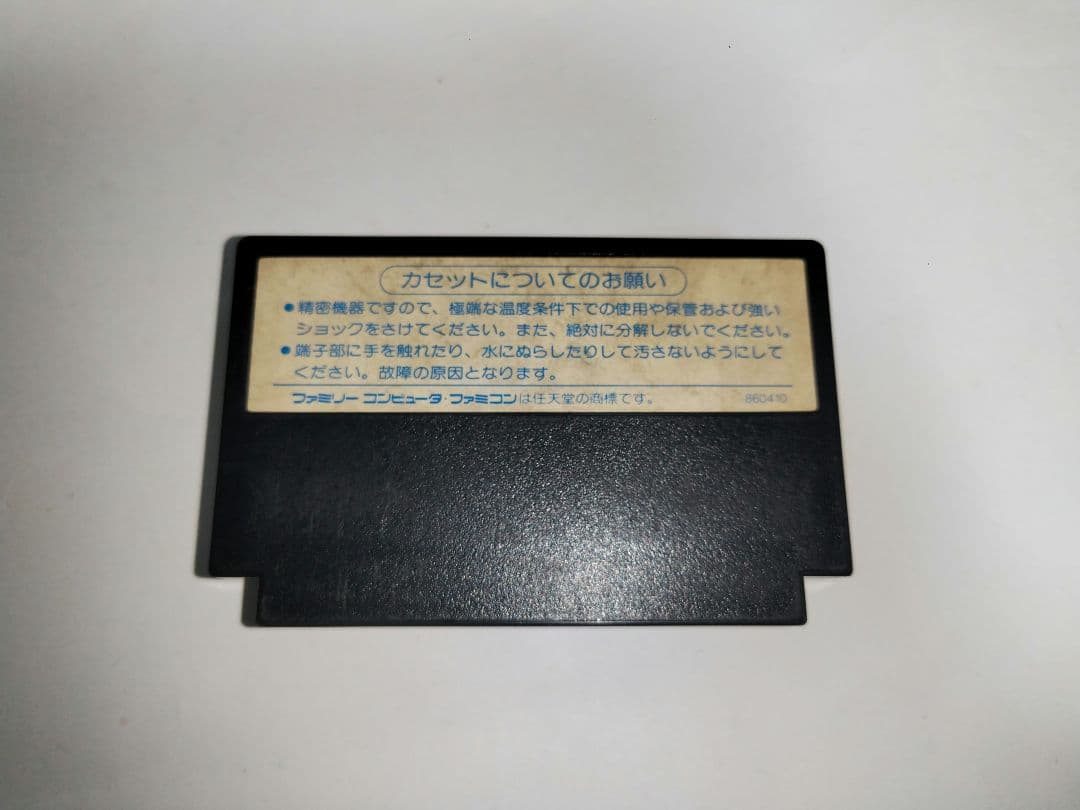 カセットについてのお願い
●精密機器ですので、極端な温度条件下での使用や保管および強い
ショックをさけてください。また、絶対に分解しないでください。
●端子部に手を触れたり、水にぬらしたりして汚さないようにして
ください。故障の原因となります。
ファミリー コンピュータ・ファミコンは任天堂の商標です。 860410